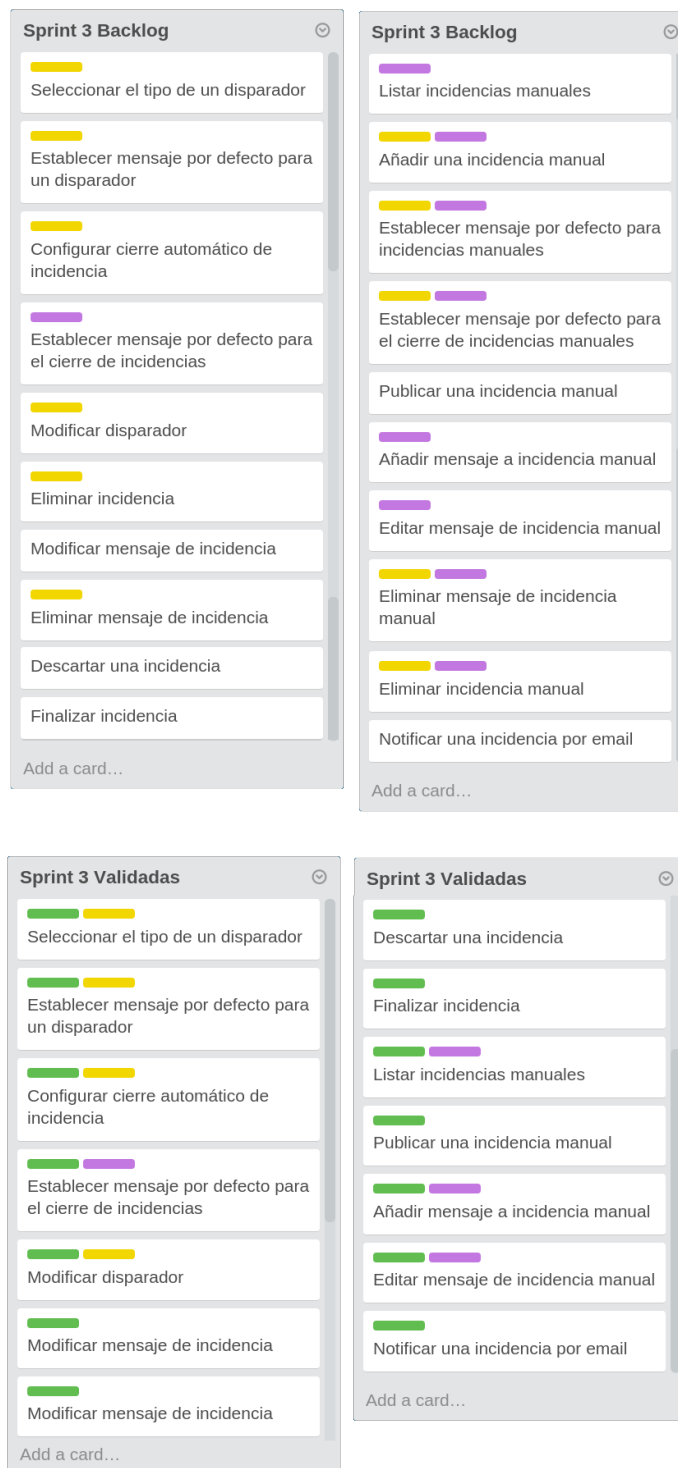 Sprint 3 Backlog
Seleccionar el tipo de un disparador
Establecer mensaje por defecto para
un disparador
Configurar cierre automático de
incidencia
Establecer mensaje por defecto para
el cierre de incidencias
Modificar disparador
Eliminar incidencia
Modificar mensaje de incidencia
Eliminar mensaje de incidencia
Descartar una incidencia
Finalizar incidencia
Add a card…
Sprint 3 Backlog
Listar incidencias manuales
Añadir una incidencia manual
Establecer mensaje por defecto para
incidencias manuales
Establecer mensaje por defecto para
el cierre de incidencias manuales
Publicar una incidencia manual
Añadir mensaje a incidencia manual
Editar mensaje de incidencia manual
Eliminar mensaje de incidencia
manual
Eliminar incidencia manual
Notificar una incidencia por email
Add a card…
Sprint 3 Validadas
Seleccionar el tipo de un disparador
Establecer mensaje por defecto para
un disparador
Configurar cierre automático de
incidencia
Establecer mensaje por defecto para
el cierre de incidencias
Modificar disparador
Modificar mensaje de incidencia
Modificar mensaje de incidencia
Add a card…
Sprint 3 Validadas
Descartar una incidencia
Finalizar incidencia
Listar incidencias manuales
Publicar una incidencia manual
Añadir mensaje a incidencia manual
Editar mensaje de incidencia manual
Notificar una incidencia por email
Add a card…